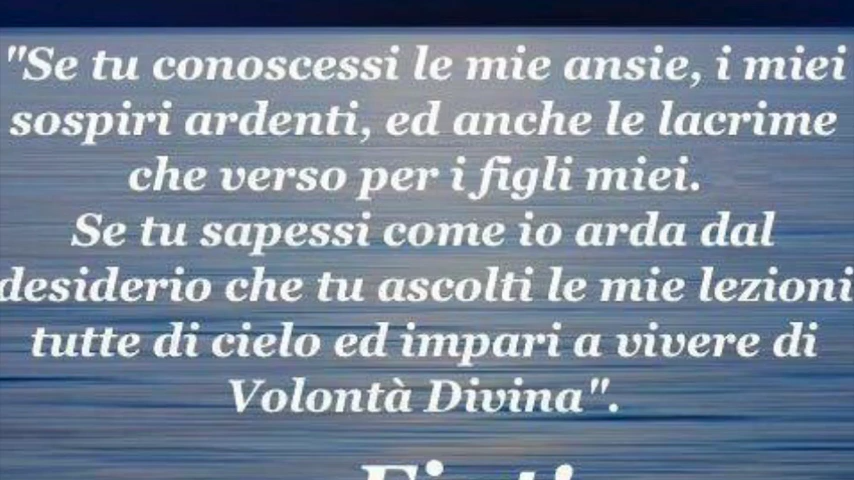 "Se tu conoscessi le mie ansie, i miei
sospiri ardenti, ed anche le lacrime
che verso per i figli miei.
Se tu sapessi come io arda dal
desiderio che tu ascolti le mie lezioni
tutte di cielo ed impari a vivere di
Volontà Divina".